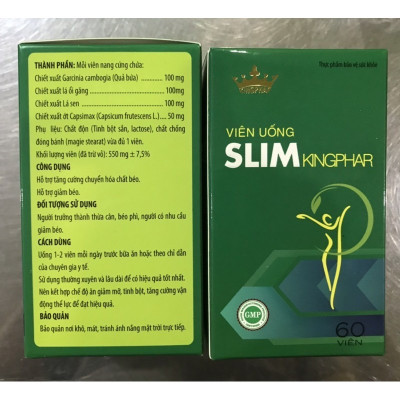 THÀNH PHẦN: Mỗi viên nang cứng chứa:
Chiết xuất Garcinia cambogia (Quả bứa) ............ 100 mg
Chiết xuất lá ổi găng ............ 100mg
Chiết xuất Lá sen ............ 100 mg
Chiết xuất ớt Capsimax (Capsicum frutescens L.) ..... 50 mg
Phụ liệu: Chất độn (Tinh bột sắn, lactose), chất chống
đóng bánh (magie stearat) vừa đủ 1 viên.
Khối lượng viên (đã trừ vỏ): 550 mg ± 7,5%
CÔNG DỤNG
Hỗ trợ tăng cường chuyển hóa chất béo.
Hỗ trợ giảm béo.
ĐỐI TƯỢNG SỬ DỤNG
Người trưởng thành thừa cân, béo phì, người có nhu cầu
giảm béo.
CÁCH DÙNG
Uống 1-2 viên mỗi ngày trước bữa ăn hoặc theo chỉ dẫn
của chuyên gia y tế.
Sử dụng thường xuyên và lâu dài để có hiệu quả tốt nhất.
Nên kết hợp chế độ ăn giảm mỡ, tinh bột, tăng cường vận
động thể lực để đạt hiệu quả.
BẢO QUẢN
Bảo quản nơi khô, mát, tránh ánh nắng mặt trời trực tiếp.
Thực phẩm bảo vệ sức khỏe
KINGPHAR
VIÊN UỐNG
SLIM KINGPHAR
GMP
60
VIÊN